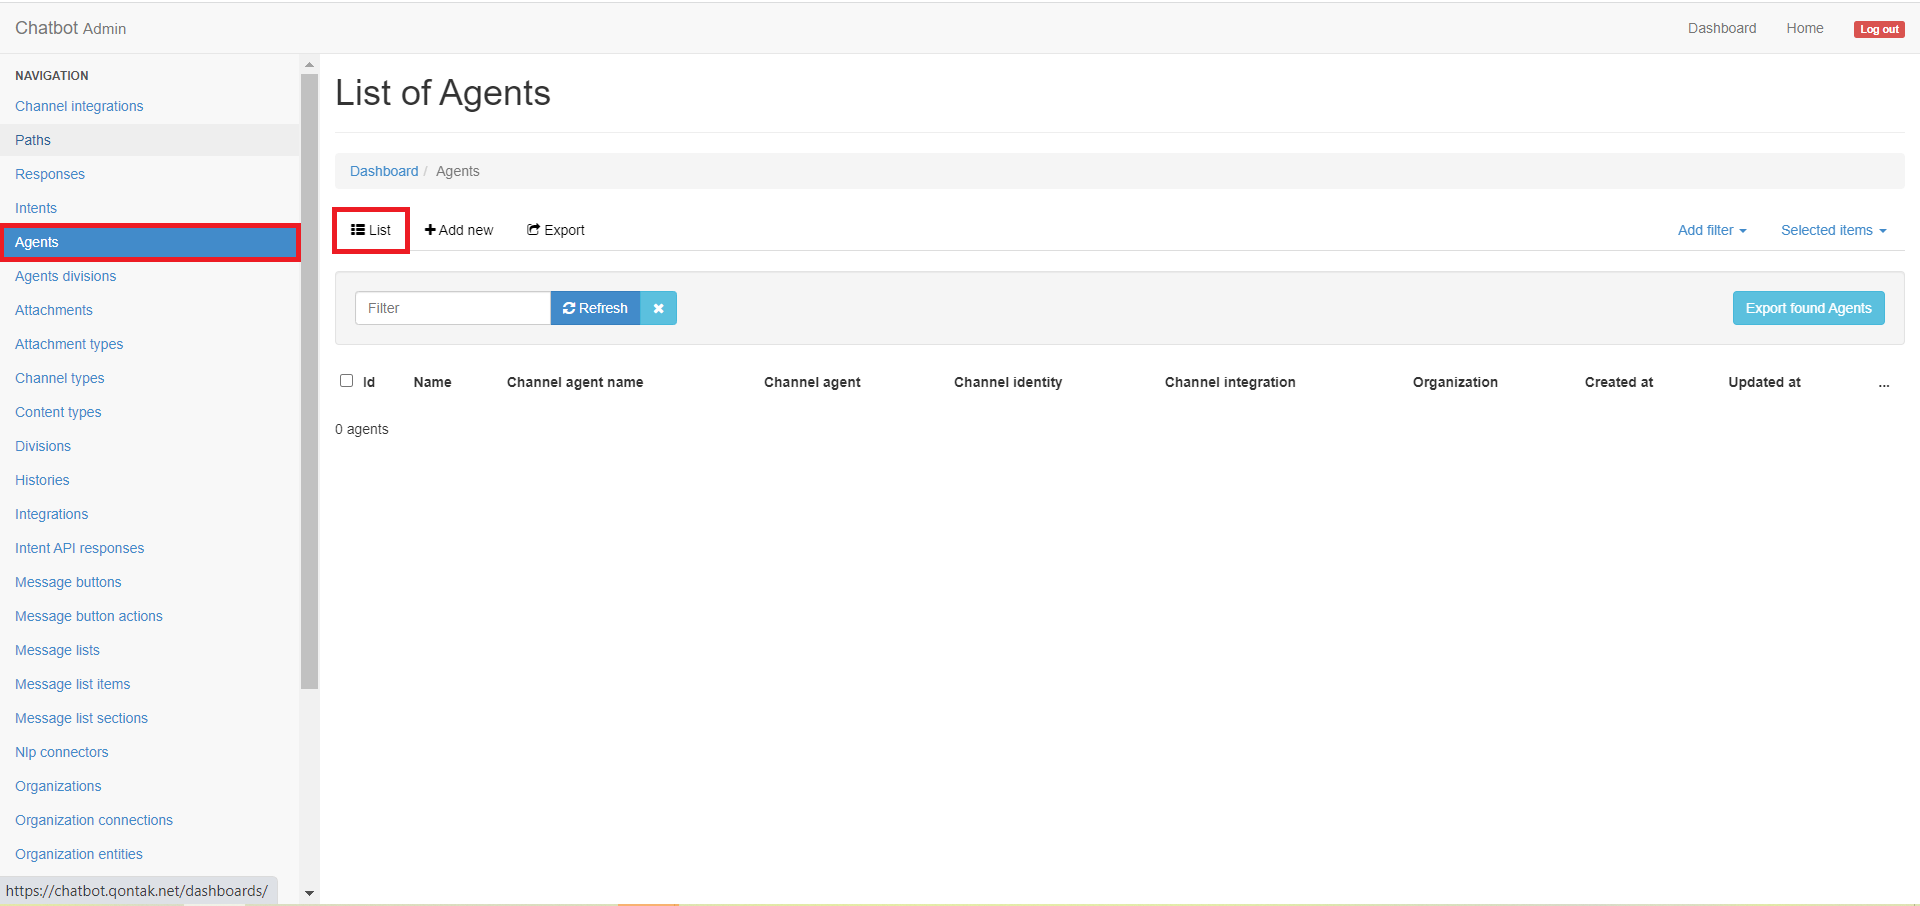 Chatbot Admin
Dashboard Home Log out
NAVIGATION
Channel integrations
Paths
Responses
Intents
Agents
Agents divisions
Attachments
Attachment types
Channel types
Content types
Divisions
Histories
Integrations
Intent API responses
Message buttons
Message button actions
Message lists
Message list items
Message list sections
Nlp connectors
Organizations
Organization connections
Organization entities
https://chatbot.qontak.net/dashboards/
List of Agents
Dashboard / Agents
List Add new Export Add filter Selected items
Filter Refresh Export found Agents
Id Name Channel agent name Channel agent Channel identity Channel integration Organization Created at Updated at ...
0 agents